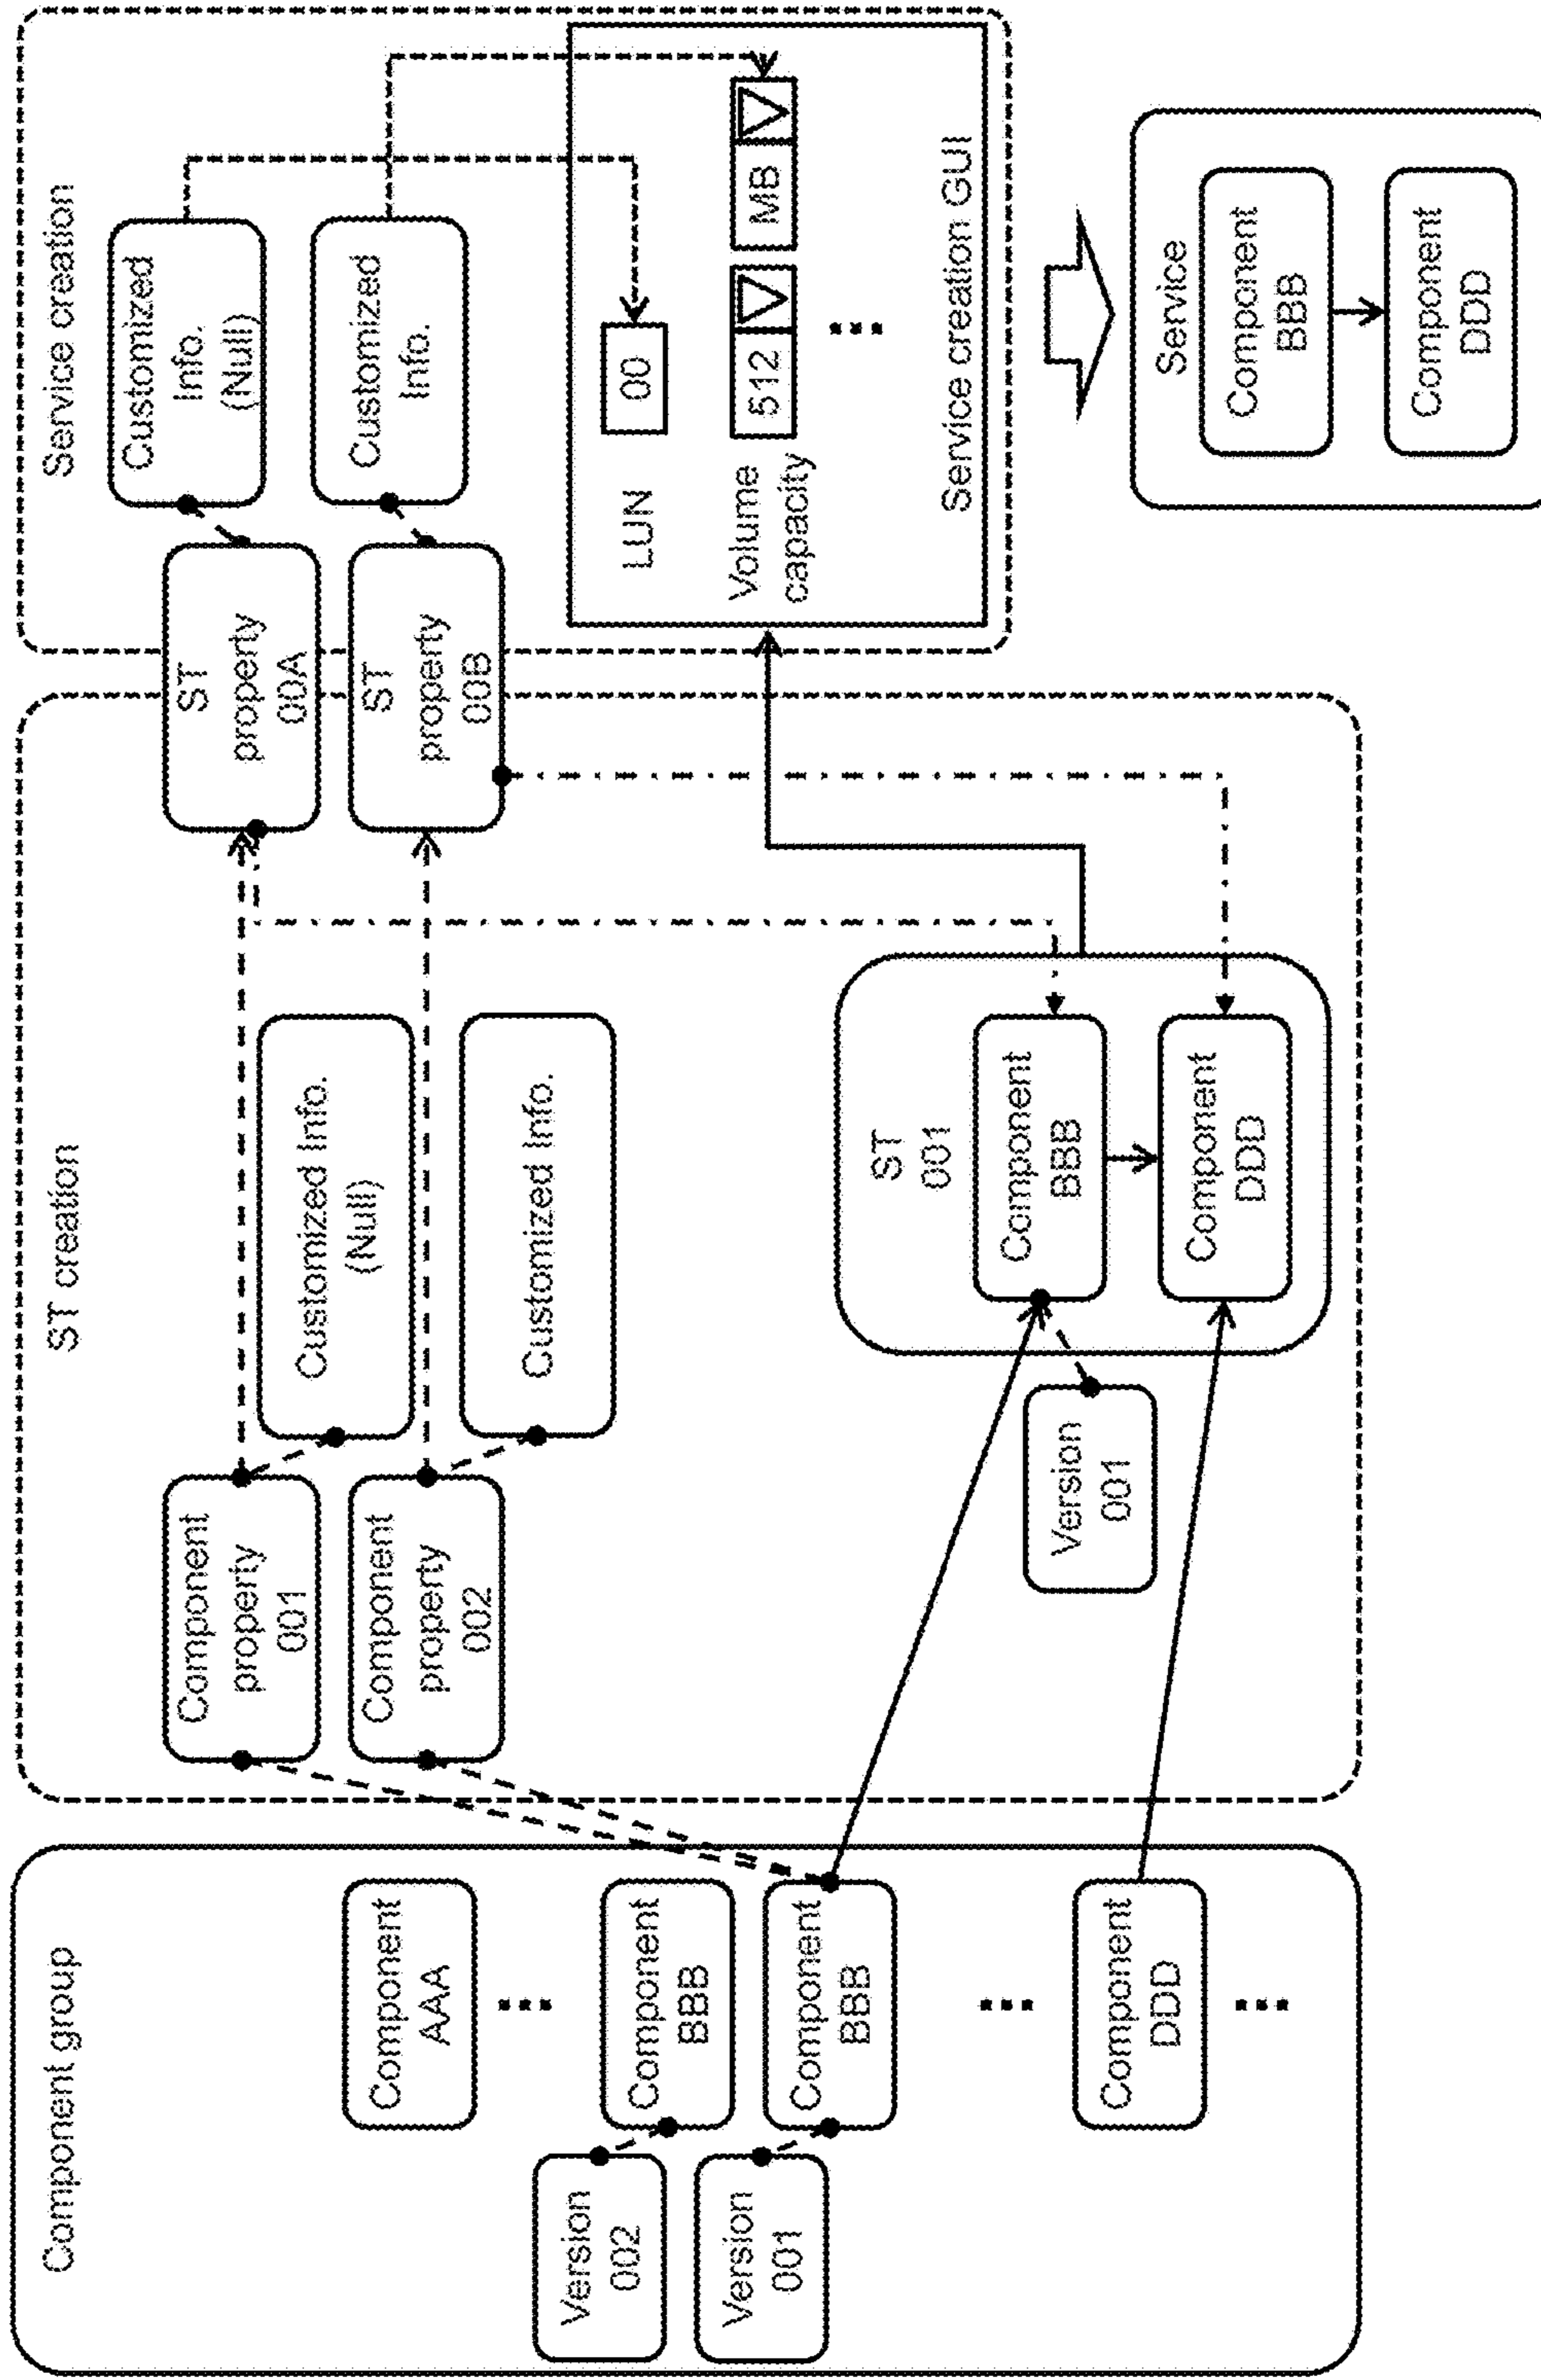 Component group
Component
AAA
...
Version
002
Component
BBB
Version
001
Component
BBB
...
Component
DDD
...
ST creation
Component
property
001
Customized Info.
(Null)
Component
property
002
Customized Info.
Version
001
ST
001
Component
BBB
Component
DDD
ST
property
00A
ST
property
00B
Service creation
Customized
Info.
(Null)
Customized
Info.
LUN
00
Volume
capacity
512
MB
...
Service creation GUI
Service
Component
BBB
Component
DDD